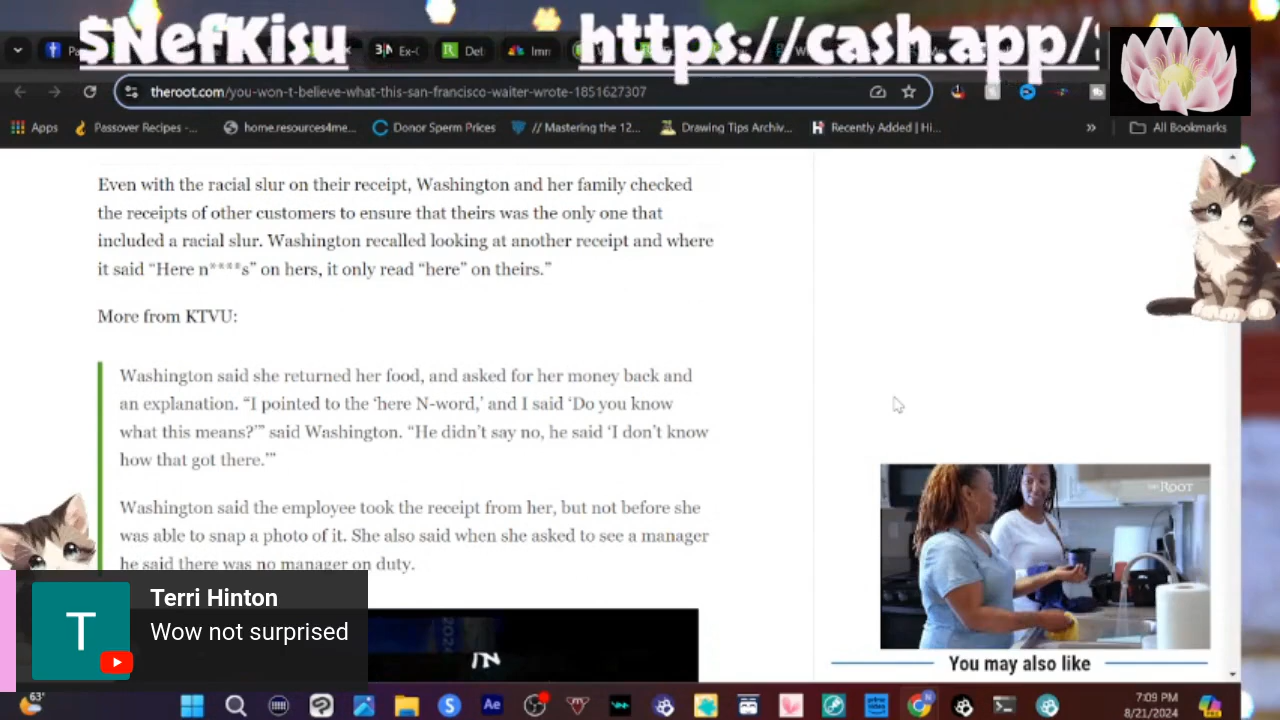 $NefKisu
https://cash.app/
theroot.com/you-won-t-believe-what-this-san-francisco-waiter-wrote-1851627307
Apps
Passover Recipes -...
home.resources4me...
Donor Sperm Prices
// Mastering the 12...
Drawing Tips Archiv...
Recently Added | Hi...
»
All Bookmarks
Even with the racial slur on their receipt, Washington and her family checked
the receipts of other customers to ensure that theirs was the only one that
included a racial slur. Washington recalled looking at another receipt and where
it said “Here n****s” on hers, it only read “here” on theirs.”
More from KTVU:
Washington said she returned her food, and asked for her money back and
an explanation. “I pointed to the ‘here N-word,’ and I said ‘Do you know
what this means?’” said Washington. “He didn’t say no, he said ‘I don’t know
how that got there.’”
Washington said the employee took the receipt from her, but not before she
was able to snap a photo of it. She also said when she asked to see a manager
he said there was no manager on duty.
THE ROOT
You may also like
T
Terri Hinton
Wow not surprised
IN
63°
7:09 PM
8/21/2024